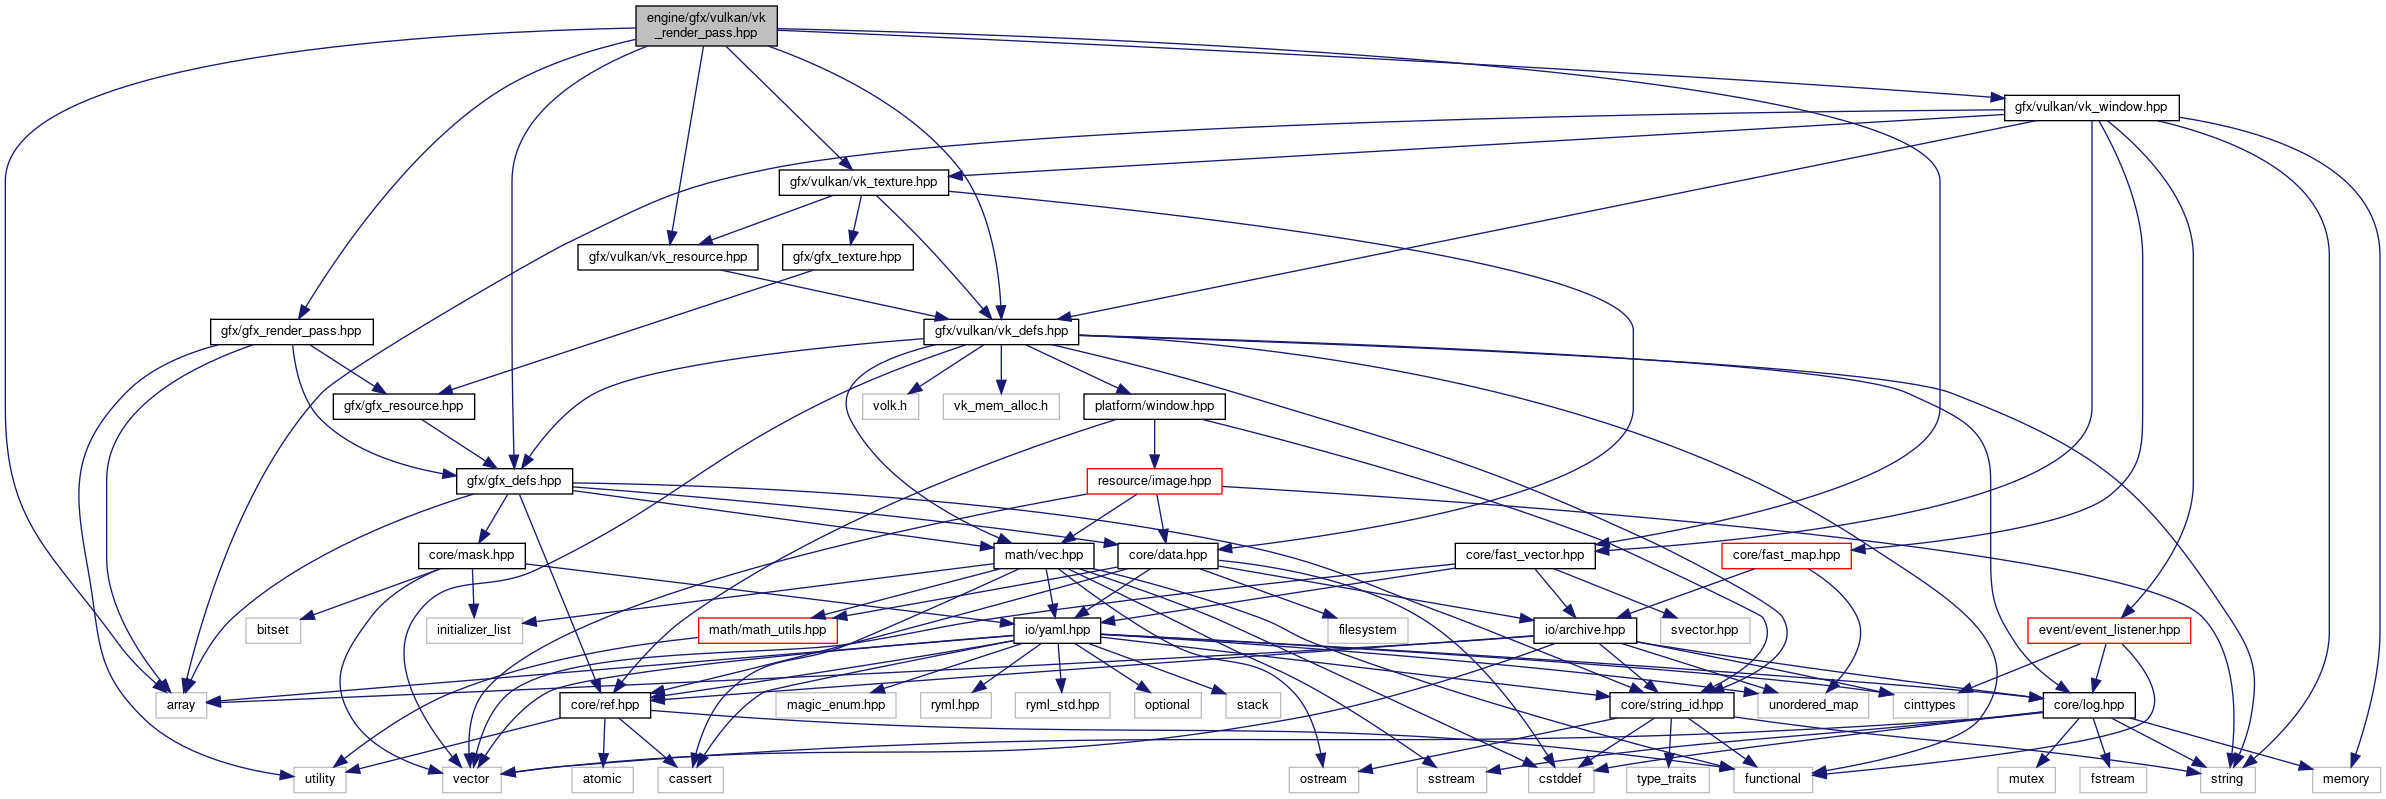 engine/gfx/vulkan/vk
_render_pass.hpp
gfx/vulkan/vk_window.hpp
gfx/vulkan/vk_texture.hpp
gfx/vulkan/vk_resource.hpp
gfx/gfx_texture.hpp
gfx/gfx_render_pass.hpp
gfx/vulkan/vk_defs.hpp
gfx/gfx_resource.hpp
volk.h
vk_mem_alloc.h
platform/window.hpp
gfx/gfx_defs.hpp
resource/image.hpp
core/mask.hpp
math/vec.hpp
core/data.hpp
core/fast_vector.hpp
core/fast_map.hpp
bitset
initializer_list
math/math_utils.hpp
io/yaml.hpp
filesystem
io/archive.hpp
svector.hpp
event/event_listener.hpp
array
core/ref.hpp
magic_enum.hpp
ryml.hpp
ryml_std.hpp
optional
stack
core/string_id.hpp
unordered_map
cinttypes
core/log.hpp
utility
vector
atomic
cassert
ostream
sstream
cstddef
type_traits
functional
mutex
fstream
string
memory